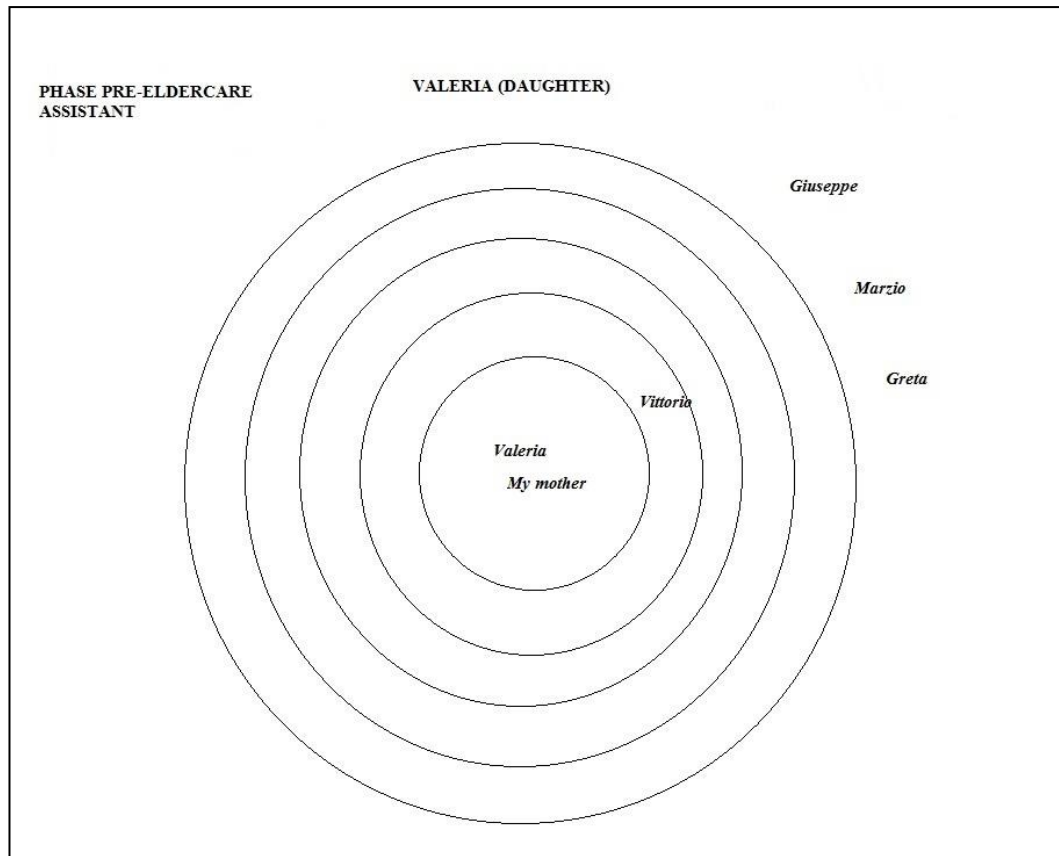 PHASE PRE-ELDERCARE
ASSISTANT
VALERIA (DAUGHTER)
Giuseppe
Marzio
Greta
Vittorio
Valeria
My mother